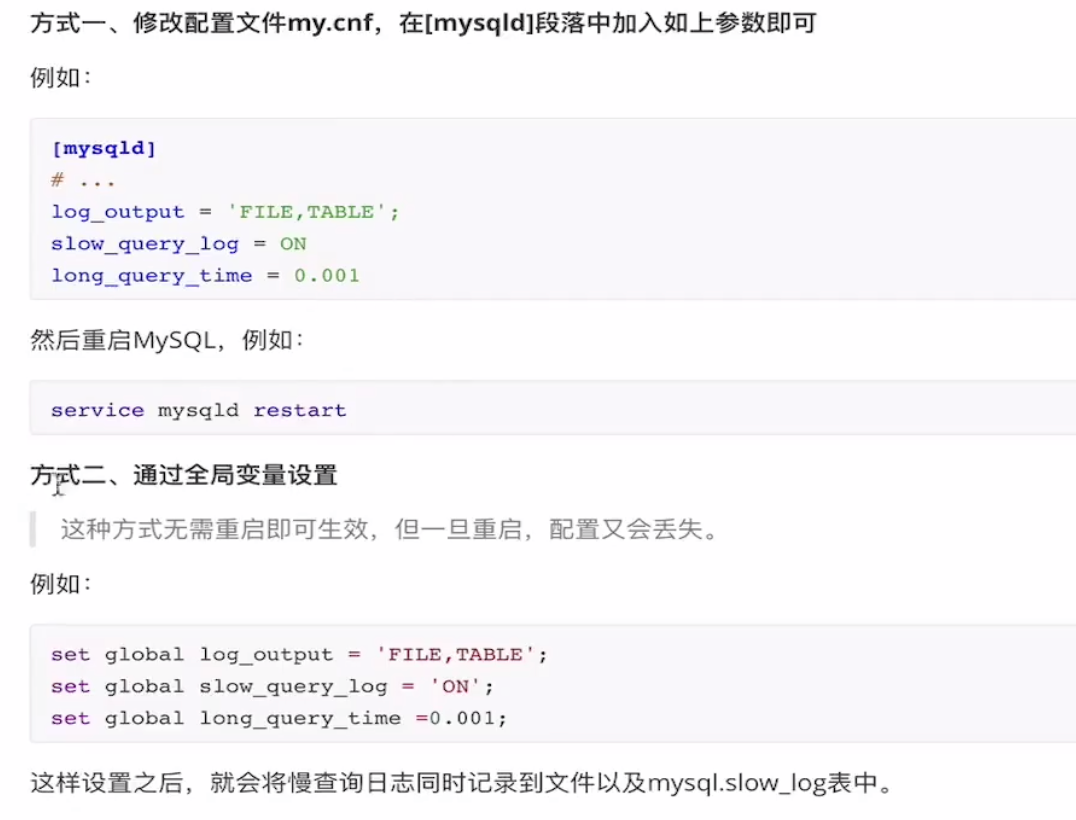 方式一、修改配置文件my.cnf，在[mysqld]段落中加入如上参数即可
例如：
[mysqld]
# ...
log_output = 'FILE,TABLE';
slow_query_log = ON
long_query_time = 0.001
然后重启MySQL，例如：
service mysqld restart
方式二、通过全局变量设置
这种方式无需重启即可生效，但一旦重启，配置又会丢失。
例如：
set global log_output = 'FILE,TABLE';
set global slow_query_log = 'ON';
set global long_query_time =0.001;
这样设置之后，就会将慢查询日志同时记录到文件以及mysql.slow_log表中。